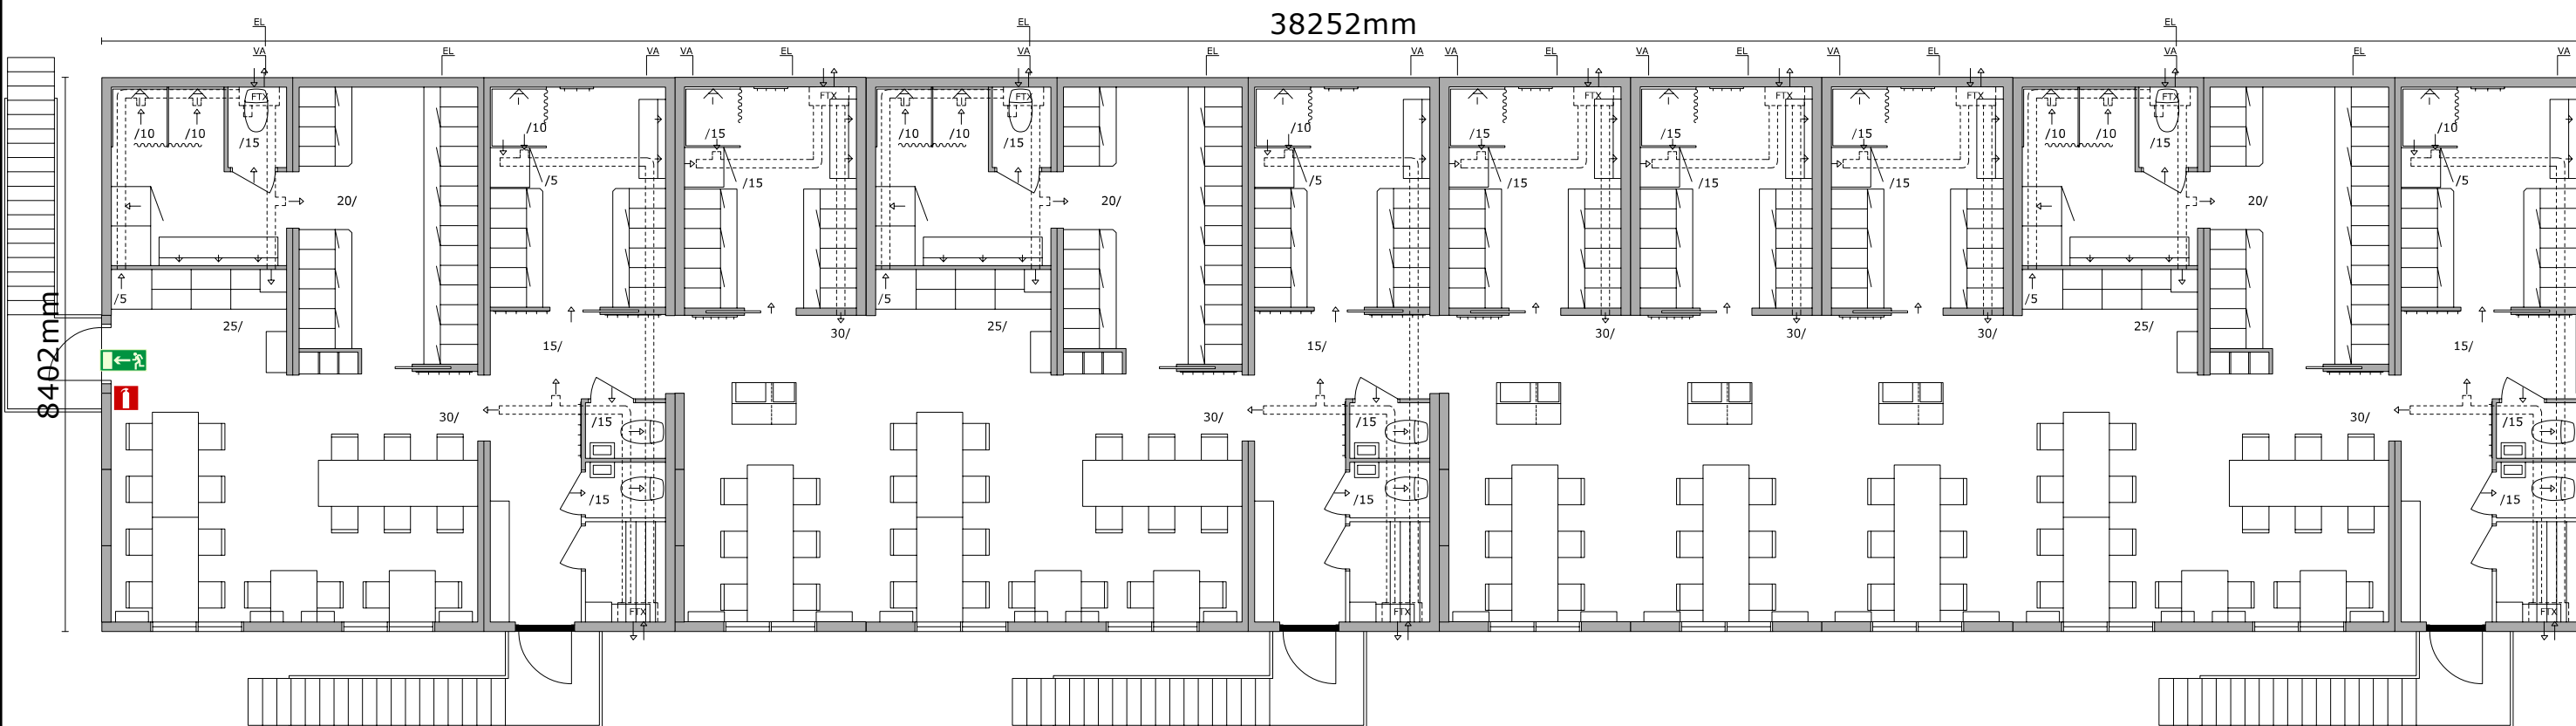 38252mm
EL EL EL
VA EL VA VA EL VA EL VA VA EL VA EL VA EL VA EL VA
FTX FTX FTX FTX FTX FTX FTX
/10 /10 /15 /10 /15 /10 /10 /15 /10 /15 /15 /15 /10 /10 /15 /10
/5 /15 /5 /15 /15 /15 /5
20/ 20/ 20/
/5 /5 /5
25/ 30/ 25/ 30/ 30/ 30/ 25/
15/ 15/ 15/
8402mm
30/ 30/ 30/
/15 /15 /15
/15 /15 /15
FTX FTX FTX